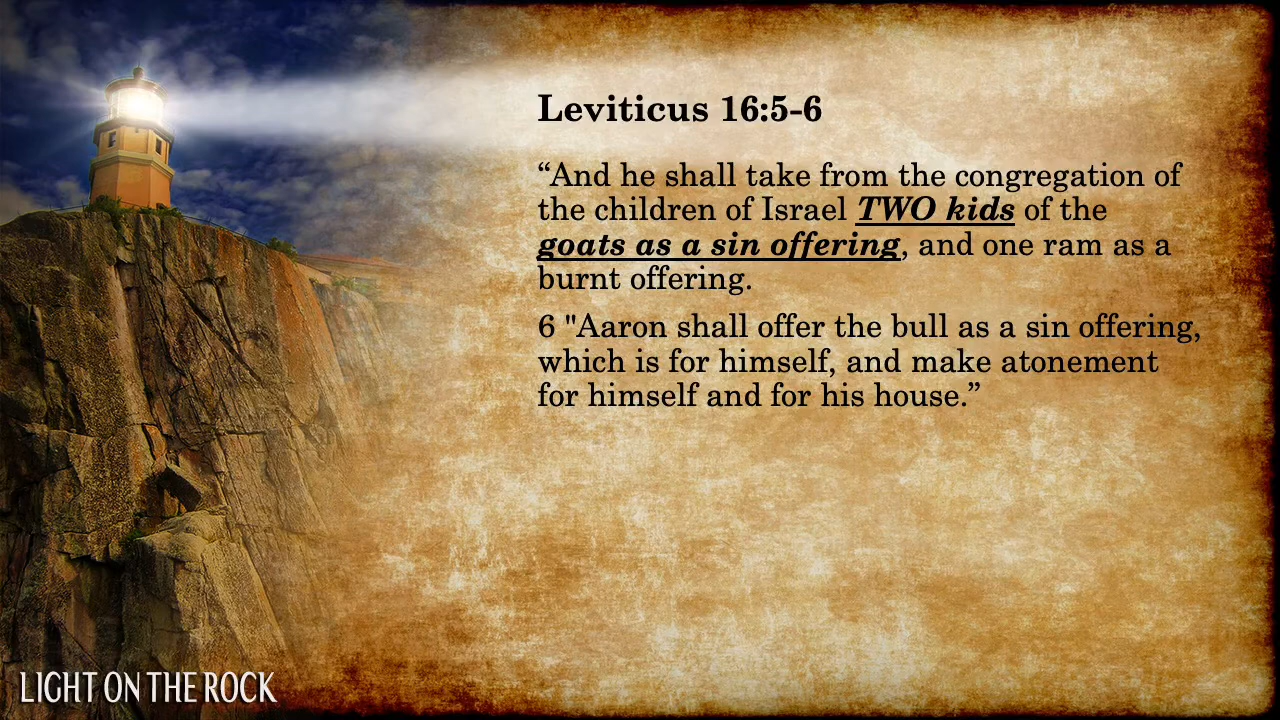 Leviticus 16:5-6
“And he shall take from the congregation of
the children of Israel TWO kids of the
goats as a sin offering, and one ram as a
burnt offering.
6 "Aaron shall offer the bull as a sin offering,
which is for himself, and make atonement
for himself and for his house.”
LIGHT ON THE ROCK